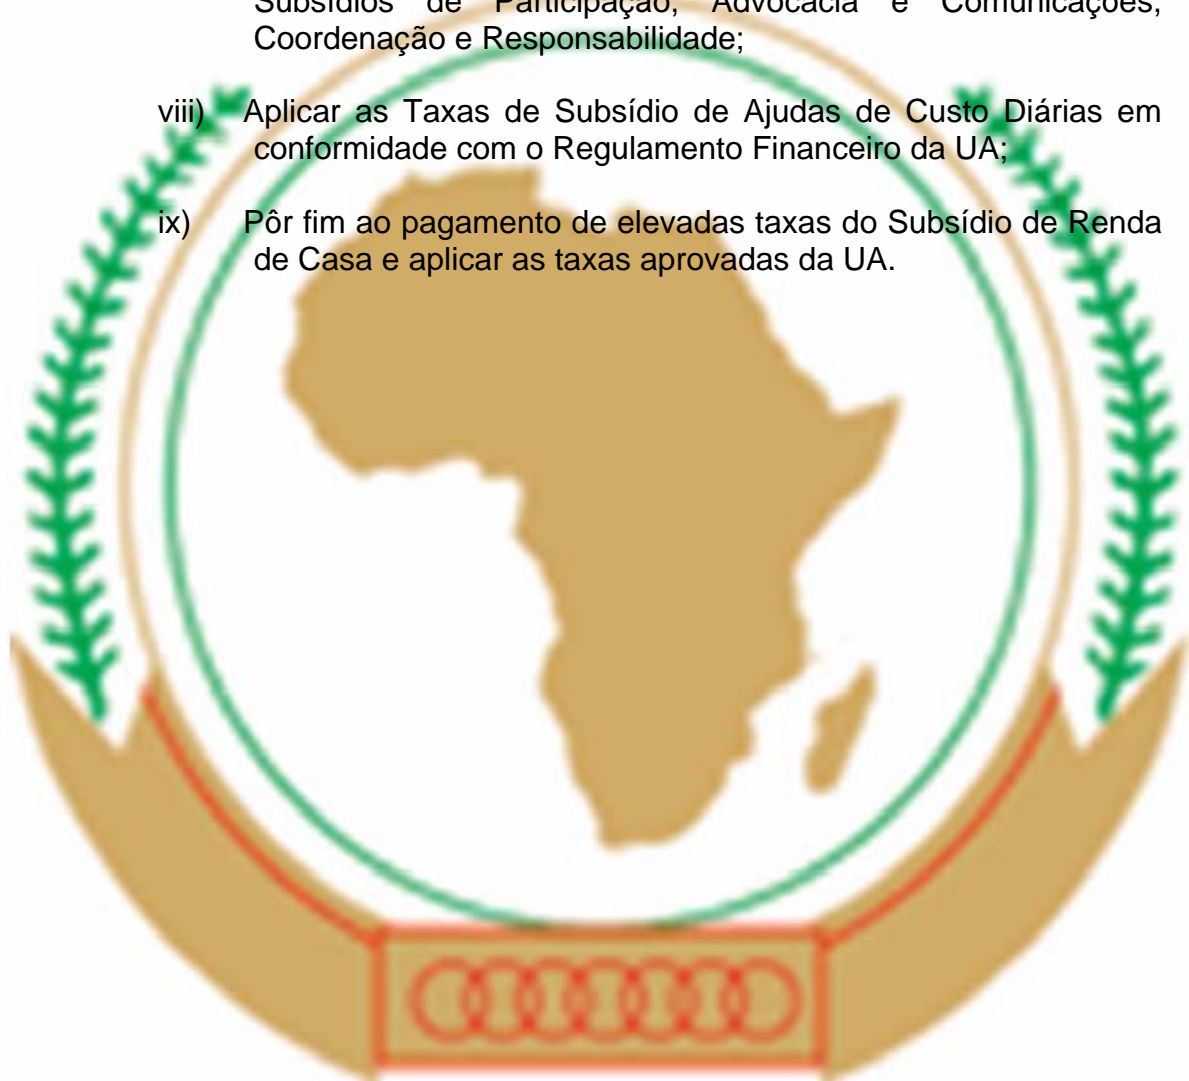 Subsídios de Participação, Advocacia e Comunicações,
Coordenação e Responsabilidade;
viii) Aplicar as Taxas de Subsídio de Ajudas de Custo Diárias em
conformidade com o Regulamento Financeiro da UA;
ix) Pôr fim ao pagamento de elevadas taxas do Subsídio de Renda
de Casa e aplicar as taxas aprovadas da UA.